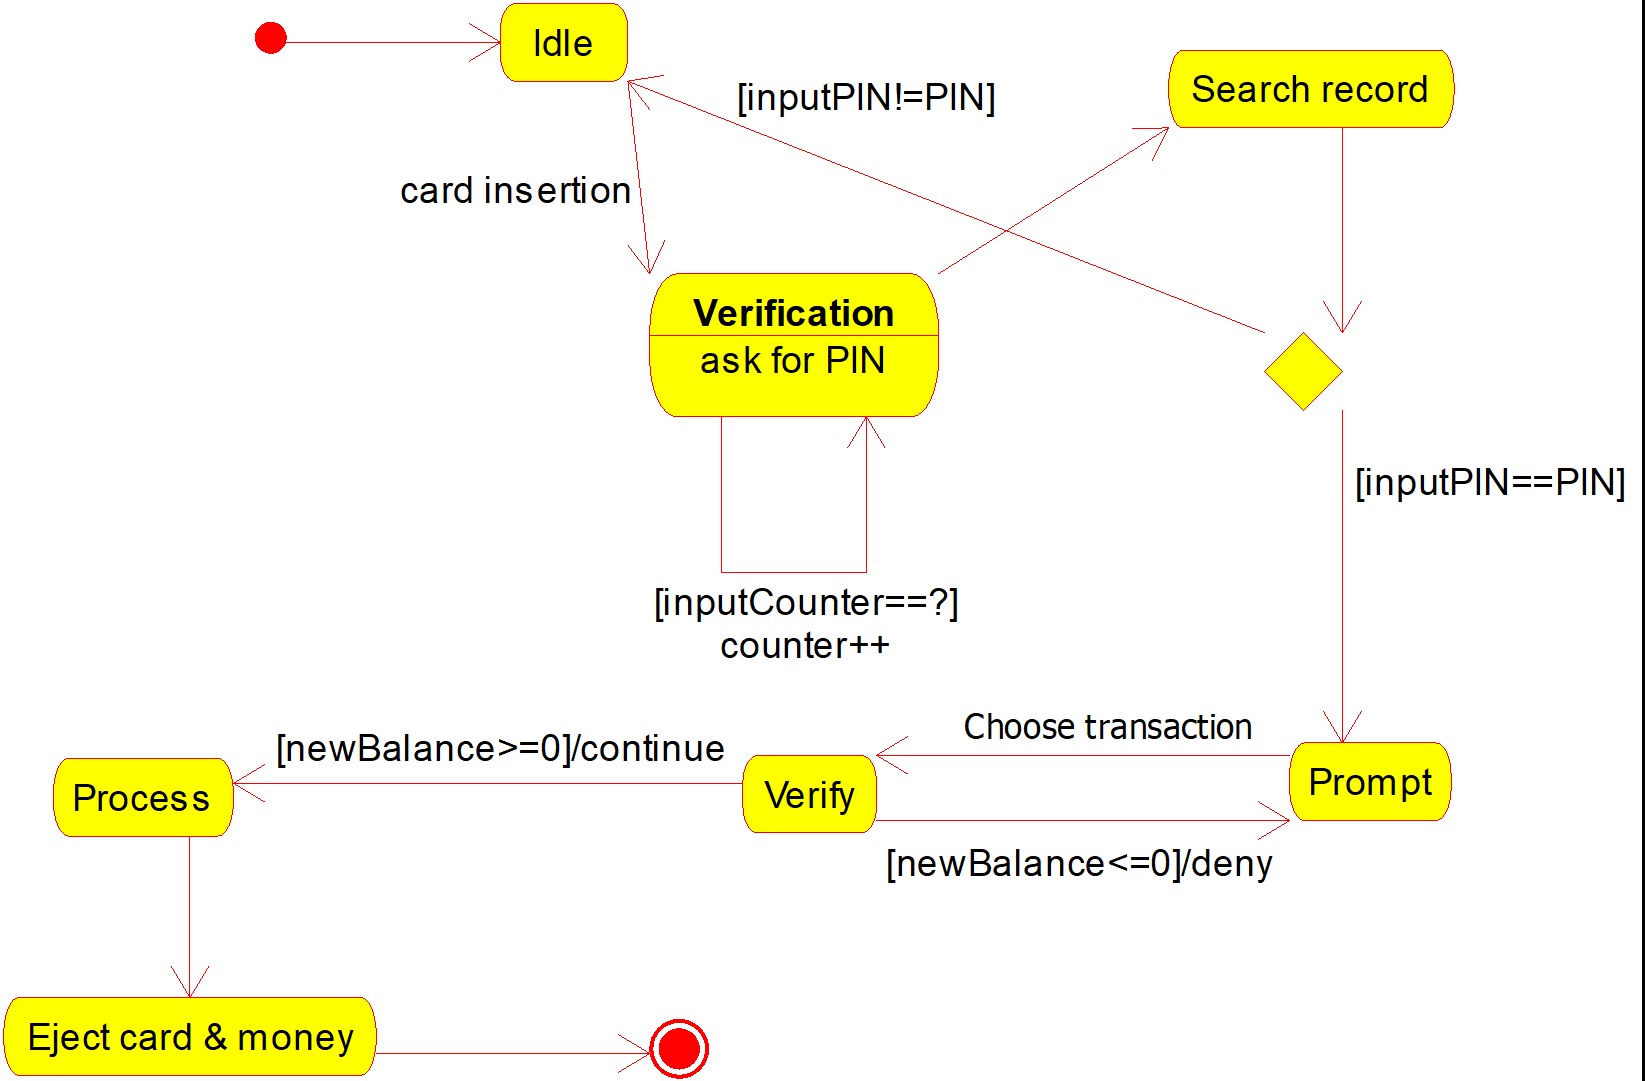 Idle
[inputPIN!=PIN]
Search record
card insertion
Verification
ask for PIN
[inputPIN==PIN]
[inputCounter==?]
counter++
Choose transaction
[newBalance>=0]/continue
Process
Verify
Prompt
[newBalance<=0]/deny
Eject card & money